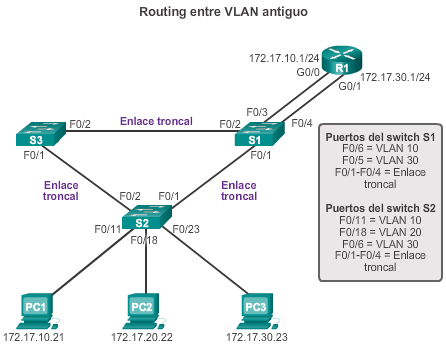 Routing entre VLAN antiguo
172.17.10.1/24
G0/0
R1
172.17.30.1/24
G0/1
F0/3
Enlace troncal
F0/2
F0/2
F0/4
S3
S1
F0/1
F0/1
Puertos del switch S1
F0/6 = VLAN 10
F0/5 = VLAN 30
F0/1-F0/4 = Enlace
troncal
Puertos del switch S2
F0/11 = VLAN 10
F0/18 = VLAN 20
F0/6 = VLAN 30
F0/1-F0/4 = Enlace
troncal
Enlace
troncal
Enlace
troncal
F0/2
F0/1
S2
F0/11
F0/18
F0/23
PC1
PC2
PC3
172.17.10.21
172.17.20.22
172.17.30.23